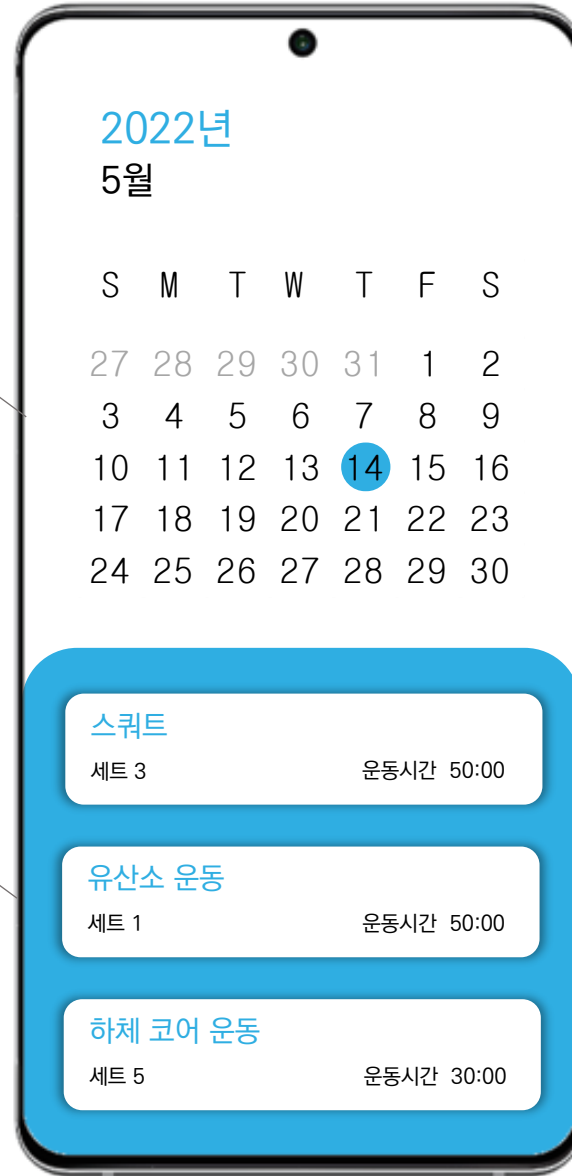 2022년
5월
S M T W T F S
27 28 29 30 31 1 2
3 4 5 6 7 8 9
10 11 12 13 14 15 16
17 18 19 20 21 22 23
24 25 26 27 28 29 30
스쿼트
세트 3 운동시간 50:00
유산소 운동
세트 1 운동시간 50:00
하체 코어 운동
세트 5 운동시간 30:00